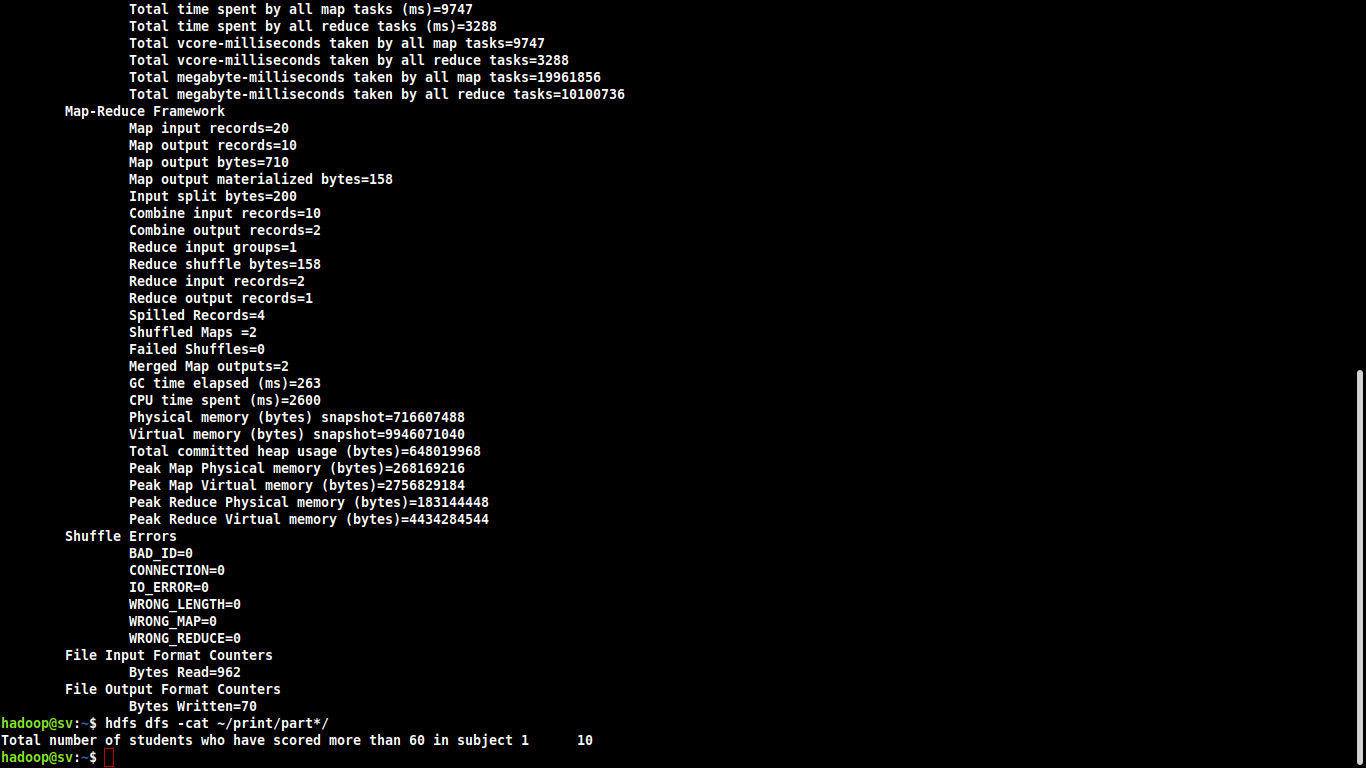 Total time spent by all map tasks (ms)=9747
Total time spent by all reduce tasks (ms)=3288
Total vcore-milliseconds taken by all map tasks=9747
Total vcore-milliseconds taken by all reduce tasks=3288
Total megabyte-milliseconds taken by all map tasks=19961856
Total megabyte-milliseconds taken by all reduce tasks=10100736
Map-Reduce Framework
Map input records=20
Map output records=10
Map output bytes=710
Map output materialized bytes=158
Input split bytes=200
Combine input records=10
Combine output records=2
Reduce input groups=1
Reduce shuffle bytes=158
Reduce input records=2
Reduce output records=1
Spilled Records=4
Shuffled Maps =2
Failed Shuffles=0
Merged Map outputs=2
GC time elapsed (ms)=263
CPU time spent (ms)=2600
Physical memory (bytes) snapshot=716607488
Virtual memory (bytes) snapshot=9946071040
Total committed heap usage (bytes)=648019968
Peak Map Physical memory (bytes)=268169216
Peak Map Virtual memory (bytes)=2756829184
Peak Reduce Physical memory (bytes)=183144448
Peak Reduce Virtual memory (bytes)=4434284544
Shuffle Errors
BAD_ID=0
CONNECTION=0
IO_ERROR=0
WRONG_LENGTH=0
WRONG_MAP=0
WRONG_REDUCE=0
File Input Format Counters
Bytes Read=962
File Output Format Counters
Bytes Written=70
hadoop@sv:~$ hdfs dfs -cat ~/print/part*/
Total number of students who have scored more than 60 in subject 1 10
hadoop@sv:~$